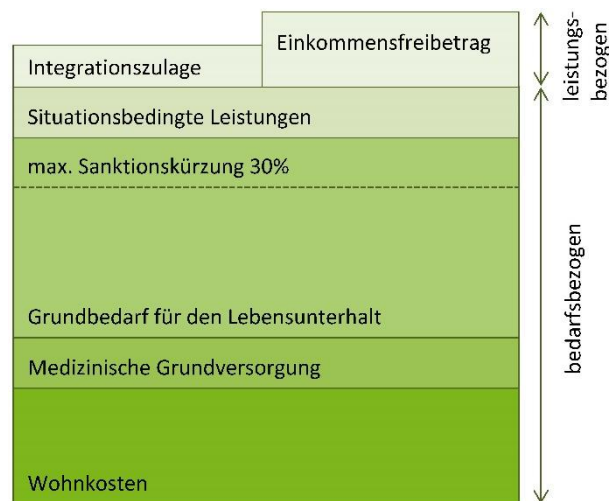 Einkommensfreibetrag
Integrationszulage
leistungs-
bezogen
Situationsbedingte Leistungen
max. Sanktionskürzung 30%
Grundbedarf für den Lebensunterhalt
Medizinische Grundversorgung
Wohnkosten
bedarfsbezogen